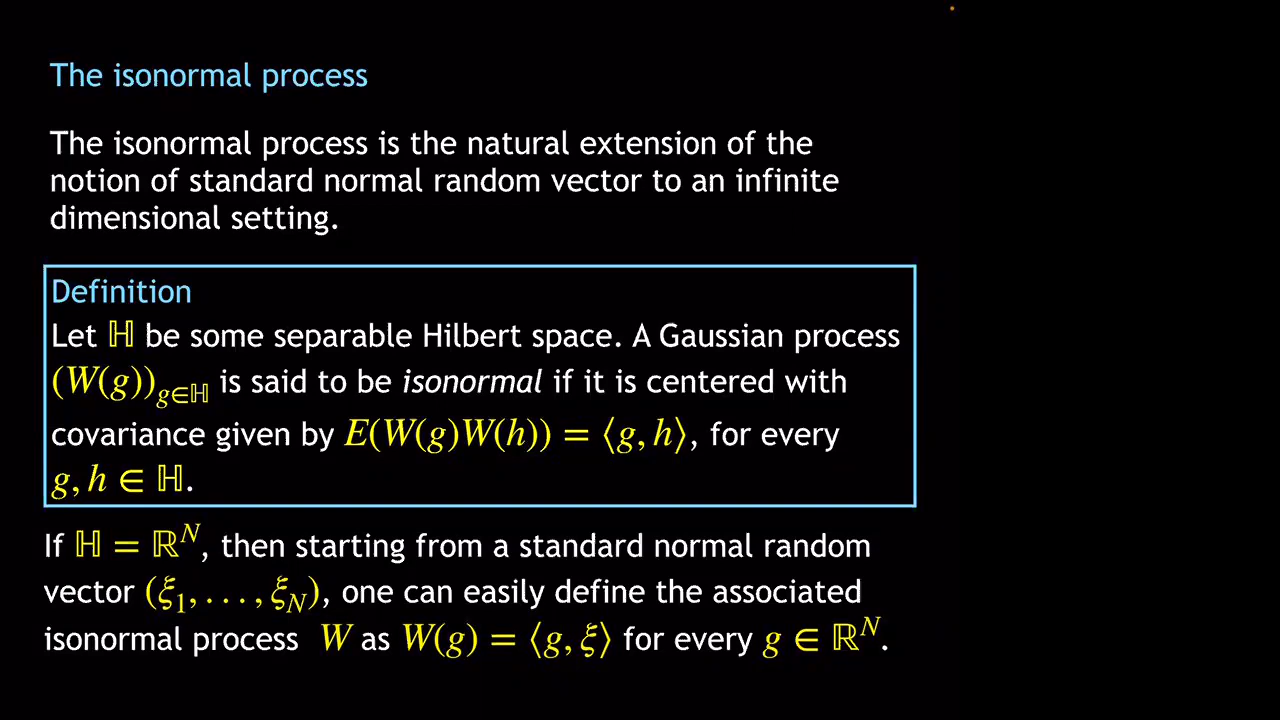 The isonormal process
The isonormal process is the natural extension of the
notion of standard normal random vector to an infinite
dimensional setting.
Definition
Let ℍ be some separable Hilbert space. A Gaussian process
(W(g))_{g∈ℍ} is said to be isonormal if it is centered with
covariance given by E(W(g)W(h)) = ⟨g, h⟩, for every
g, h ∈ ℍ.
If ℍ = ℝ^N, then starting from a standard normal random
vector (ξ₁, . . . , ξ_N), one can easily define the associated
isonormal process W as W(g) = ⟨g, ξ⟩ for every g ∈ ℝ^N.